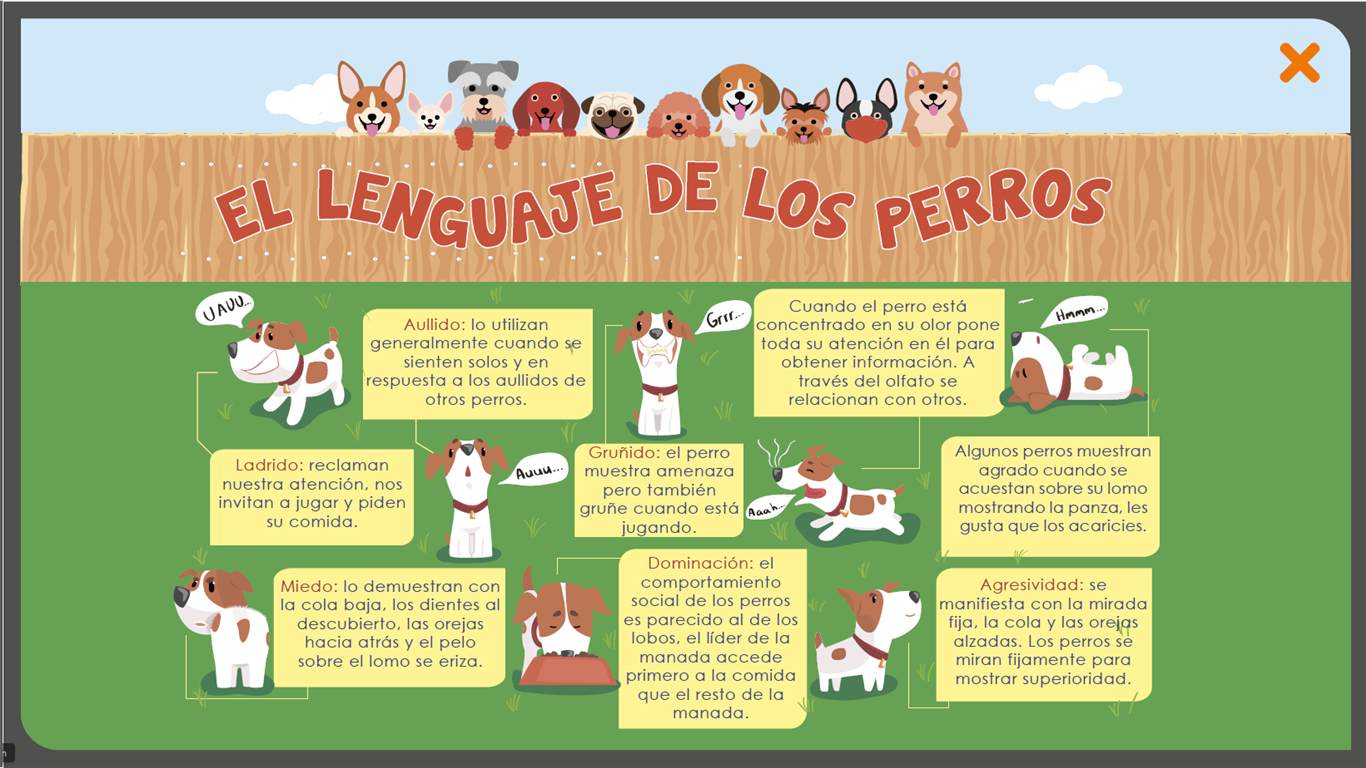 EL LENGUAJE DE LOS PERROS
UAUU...
Aullido: lo utilizan
generalmente cuando se
sienten solos y en
respuesta a los aullidos de
otros perros.
Grrr...
Cuando el perro está
concentrado en su olor pone
toda su atención en él para
obtener información. A
través del olfato se
relacionan con otros.
Hmmm...
Ladrido: reclaman
nuestra atención, nos
invitan a jugar y piden
su comida.
Auuu...
Gruñido: el perro
muestra amenaza
pero también
gruñe cuando está
jugando.
Aaah...
Algunos perros muestran
agrado cuando se
acuestan sobre su lomo
mostrando la panza, les
gusta que los acaricies.
Miedo: lo demuestran con
la cola baja, los dientes al
descubierto, las orejas
hacia atrás y el pelo
sobre el lomo se eriza.
Dominación: el
comportamiento
social de los perros
es parecido al de los
lobos, el líder de la
manada accede
primero a la comida
que el resto de la
manada.
Agresividad: se
manifiesta con la mirada
fija, la cola y las orejas
alzadas. Los perros se
miran fijamente para
mostrar superioridad.